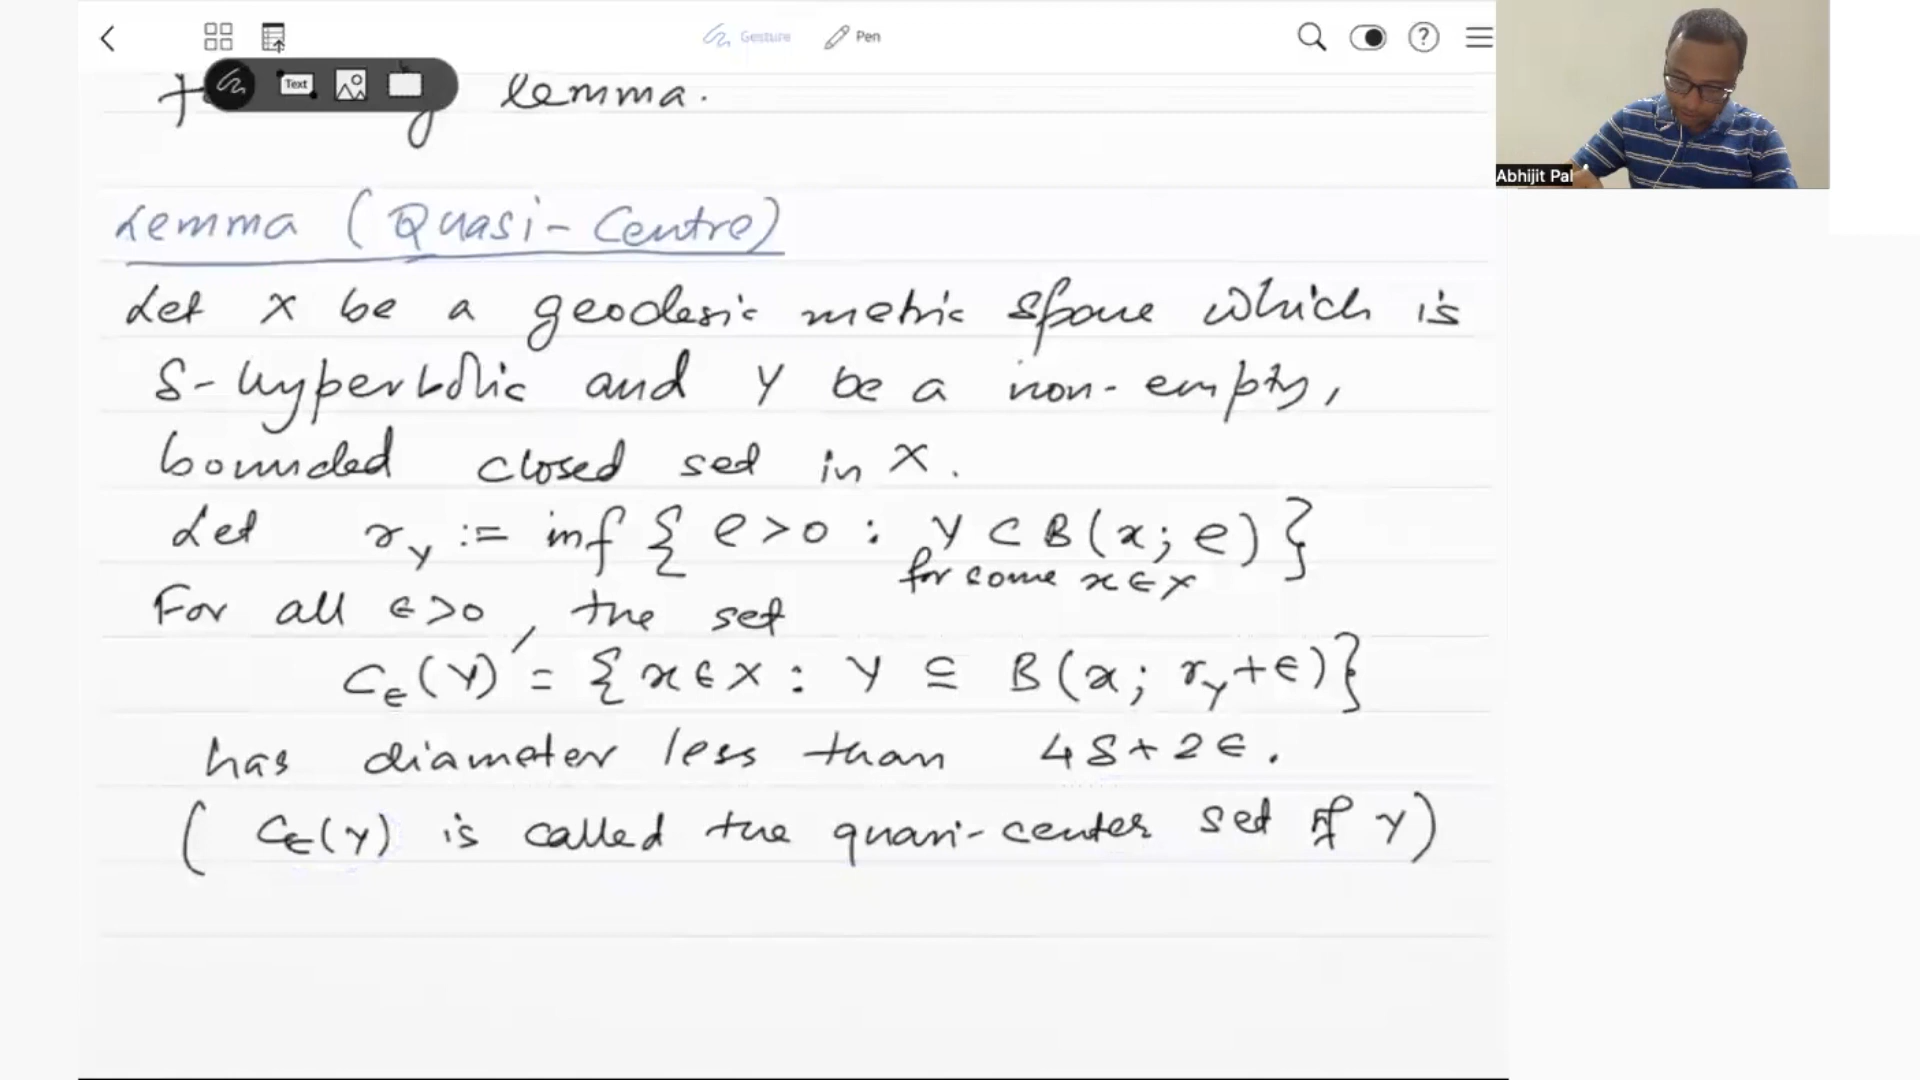 Gesture Pen
Text
lemma.
Abhijit Pal
Lemma (Quasi-Centre)
Let X be a geodesic metric space which is
δ-hyperbolic and Y be a non-empty,
bounded closed set in X.
Let r_Y := inf { ρ>0 : Y ⊂ B(x; ρ) }
for some x∈X
For all ε>0, the set
C_ε(Y) = {x∈X : Y ⊆ B(x; r_Y+ε)}
has diameter less than 4δ+2ε.
( C_ε(Y) is called the quasi-center set of Y)